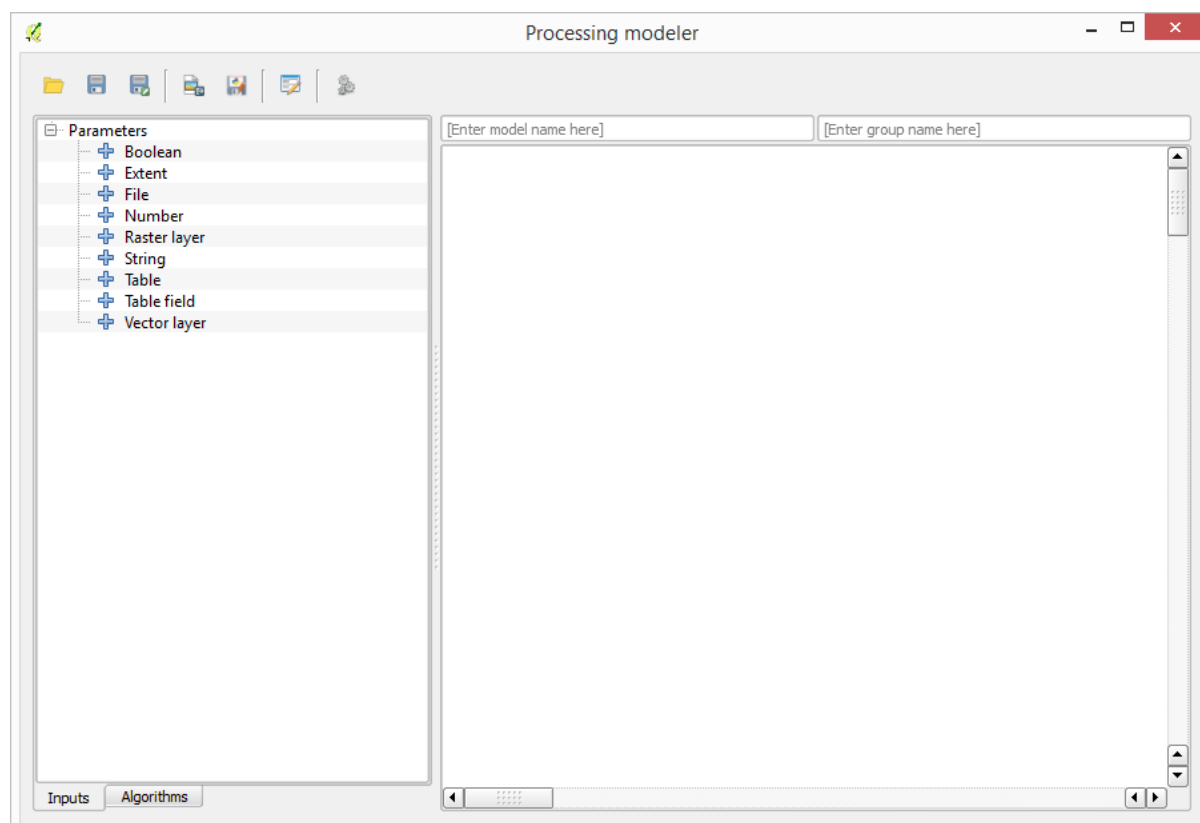 Processing modeler
[Enter model name here] [Enter group name here]
Parameters
Boolean
Extent
File
Number
Raster layer
String
Table
Table field
Vector layer
Inputs Algorithms